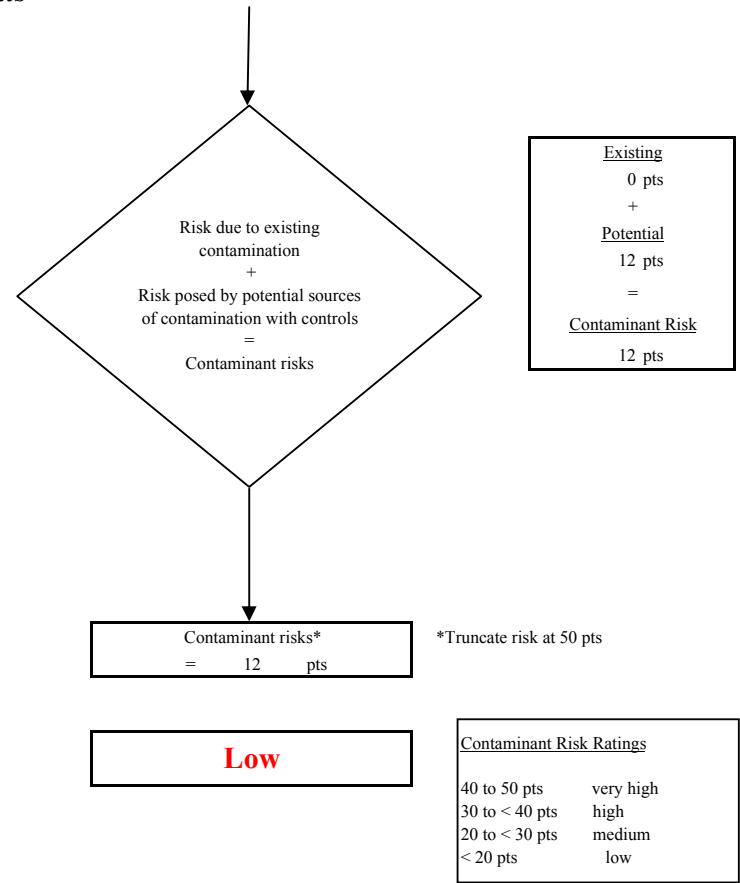 Risk due to existing
contamination
+
Risk posed by potential sources
of contamination with controls
=
Contaminant risks
Existing
0 pts
+
Potential
12 pts
=
Contaminant Risk
12 pts
Contaminant risks*
= 12 pts
*Truncate risk at 50 pts
Low
Contaminant Risk Ratings
40 to 50 pts very high
30 to < 40 pts high
20 to < 30 pts medium
< 20 pts low